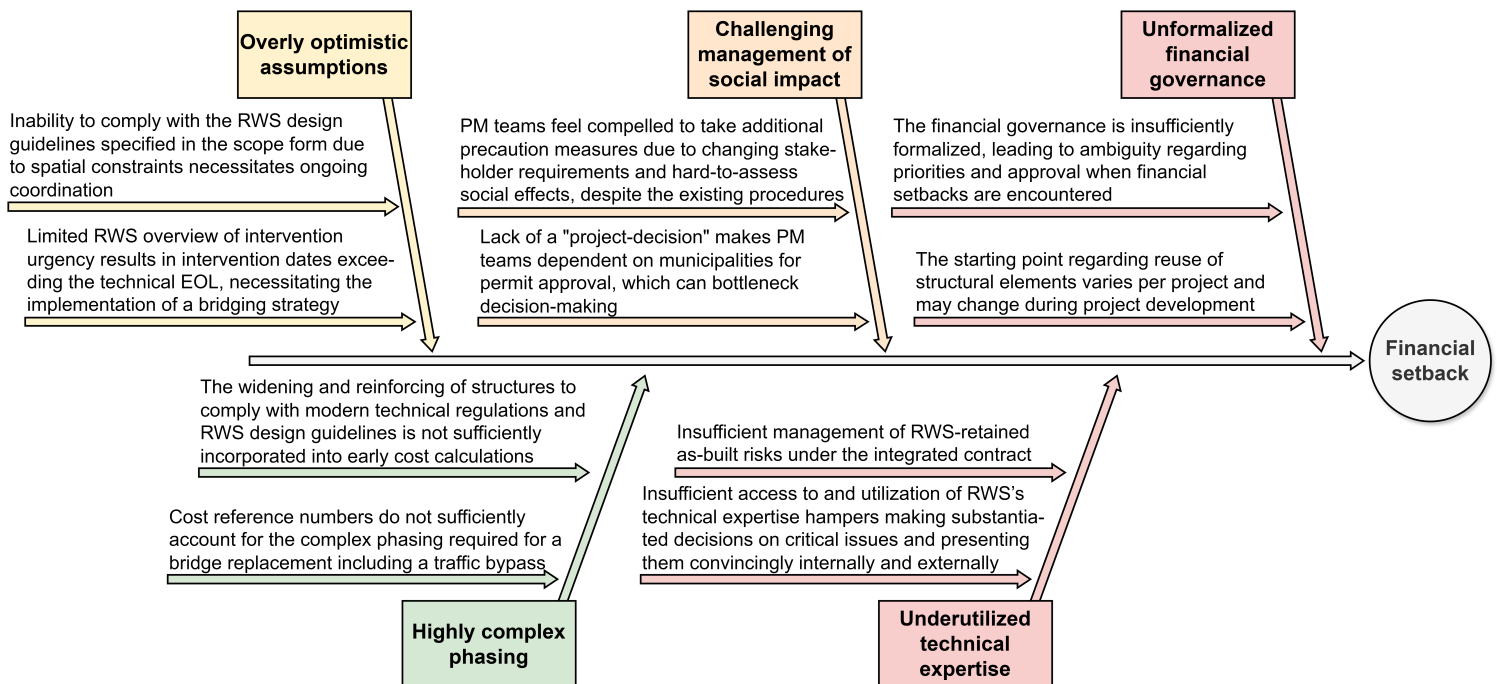 Overly optimistic
assumptions
Inability to comply with the RWS design
guidelines specified in the scope form due
to spatial constraints necessitates ongoing
coordination
Limited RWS overview of intervention
urgency results in intervention dates excee-
ding the technical EOL, necessitating the
implementation of a bridging strategy
Challenging
management of
social impact
PM teams feel compelled to take additional
precaution measures due to changing stake-
holder requirements and hard-to-assess
social effects, despite the existing procedures
Lack of a "project-decision" makes PM
teams dependent on municipalities for
permit approval, which can bottleneck
decision-making
Unformalized
financial
governance
The financial governance is insufficiently
formalized, leading to ambiguity regarding
priorities and approval when financial
setbacks are encountered
The starting point regarding reuse of
structural elements varies per project and
may change during project development
Financial
setback
The widening and reinforcing of structures to
comply with modern technical regulations and
RWS design guidelines is not sufficiently
incorporated into early cost calculations
Cost reference numbers do not sufficiently
account for the complex phasing required for a
bridge replacement including a traffic bypass
Highly complex
phasing
Insufficient management of RWS-retained
as-built risks under the integrated contract
Insufficient access to and utilization of RWS’s
technical expertise hampers making substantia-
ted decisions on critical issues and presenting
them convincingly internally and externally
Underutilized
technical
expertise